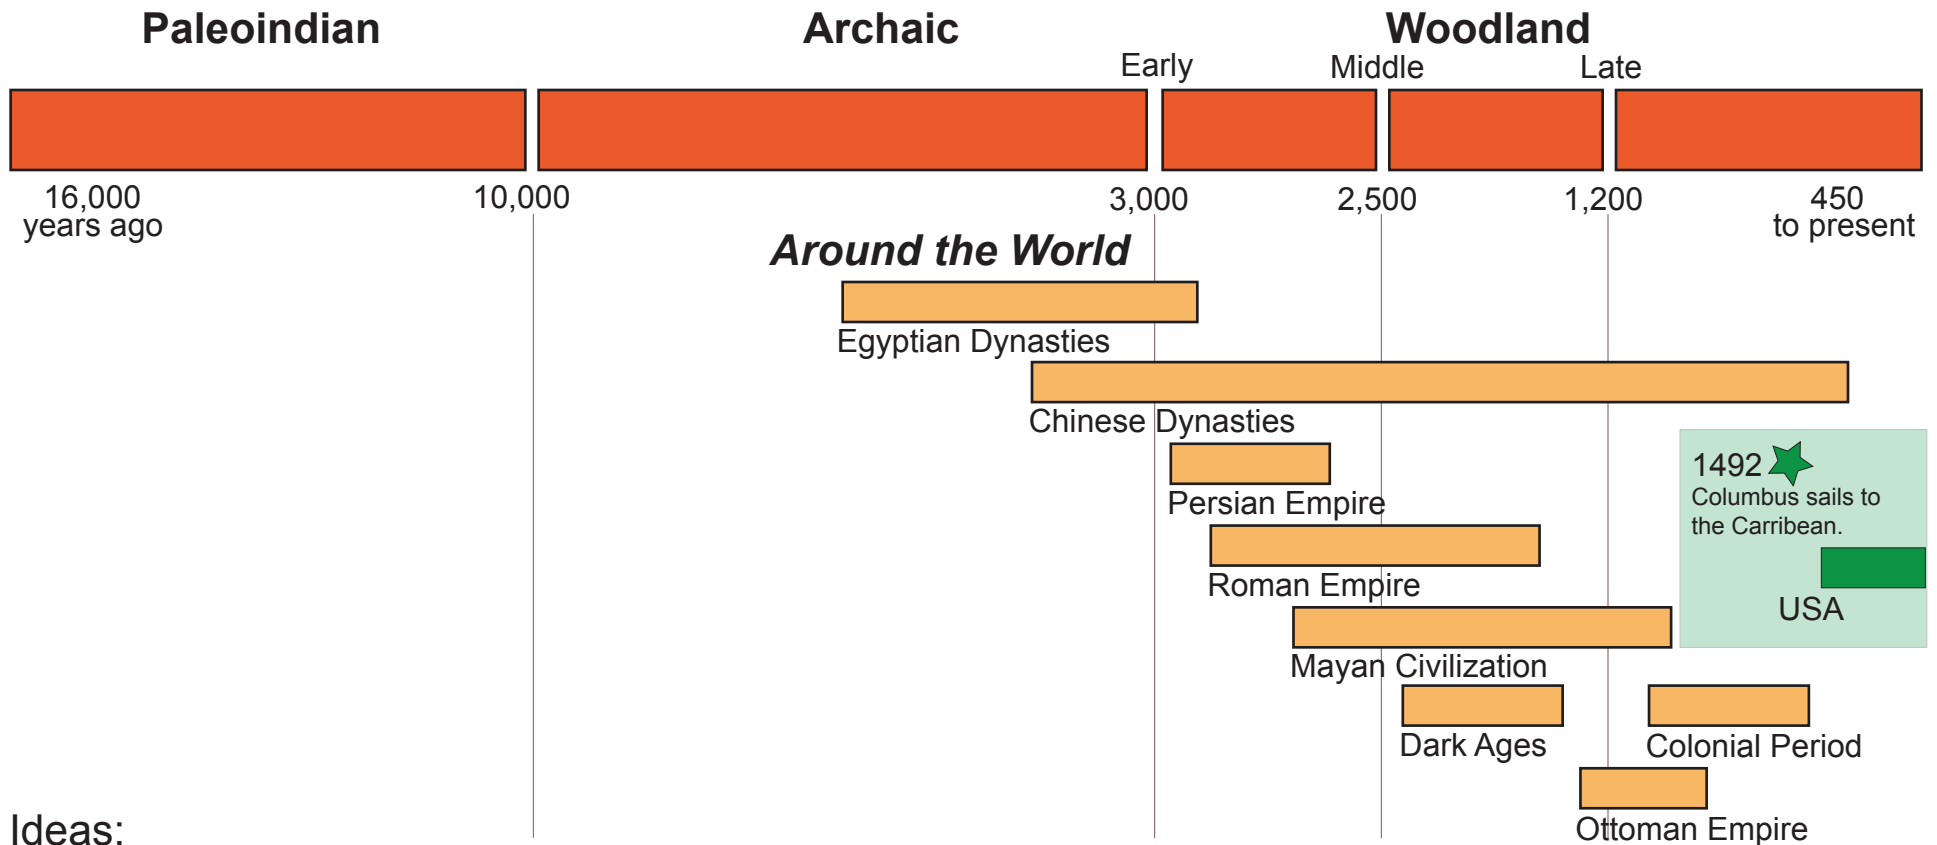 Paleoindian
Archaic
Woodland
Early
Middle
Late
16,000
years ago
10,000
3,000
2,500
1,200
450
to present
Around the World
Egyptian Dynasties
Chinese Dynasties
1492
Columbus sails to
the Carribean.
Persian Empire
Roman Empire
USA
Mayan Civilization
Dark Ages
Colonial Period
Ottoman Empire
Ideas: